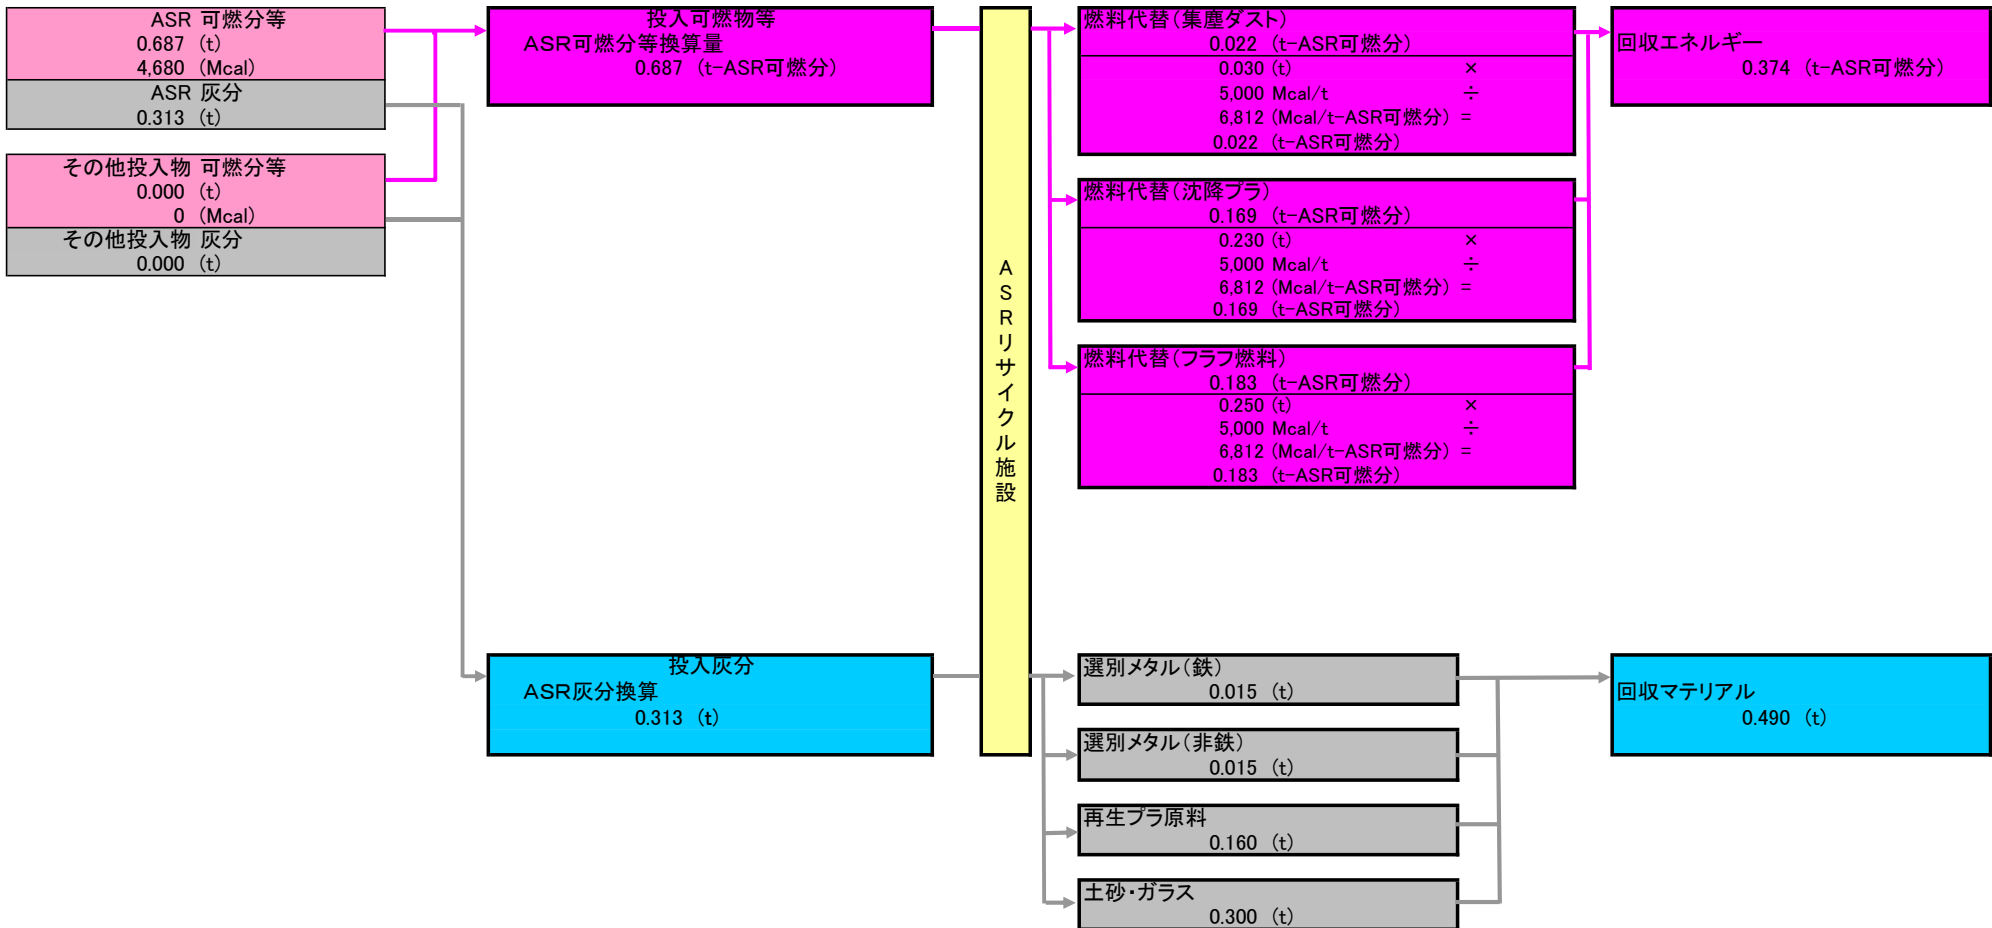 ASR 可燃分等
0.687 (t)
4,680 (Mcal)
ASR 灰分
0.313 (t)
その他投入物 可燃分等
0.000 (t)
0 (Mcal)
その他投入物 灰分
0.000 (t)
投入可燃物等
ASR可燃分等換算量
0.687 (t-ASR可燃分)
投入灰分
ASR灰分換算
0.313 (t)
ASRリサイクル施設
燃料代替(集塵ダスト)
0.022 (t-ASR可燃分)
0.030 (t) ×
5,000 Mcal/t ÷
6,812 (Mcal/t-ASR可燃分) =
0.022 (t-ASR可燃分)
燃料代替(沈降プラ)
0.169 (t-ASR可燃分)
0.230 (t) ×
5,000 Mcal/t ÷
6,812 (Mcal/t-ASR可燃分) =
0.169 (t-ASR可燃分)
燃料代替(フラフ燃料)
0.183 (t-ASR可燃分)
0.250 (t) ×
5,000 Mcal/t ÷
6,812 (Mcal/t-ASR可燃分) =
0.183 (t-ASR可燃分)
選別メタル(鉄)
0.015 (t)
選別メタル(非鉄)
0.015 (t)
再生プラ原料
0.160 (t)
土砂・ガラス
0.300 (t)
回収エネルギー
0.374 (t-ASR可燃分)
回収マテリアル
0.490 (t)